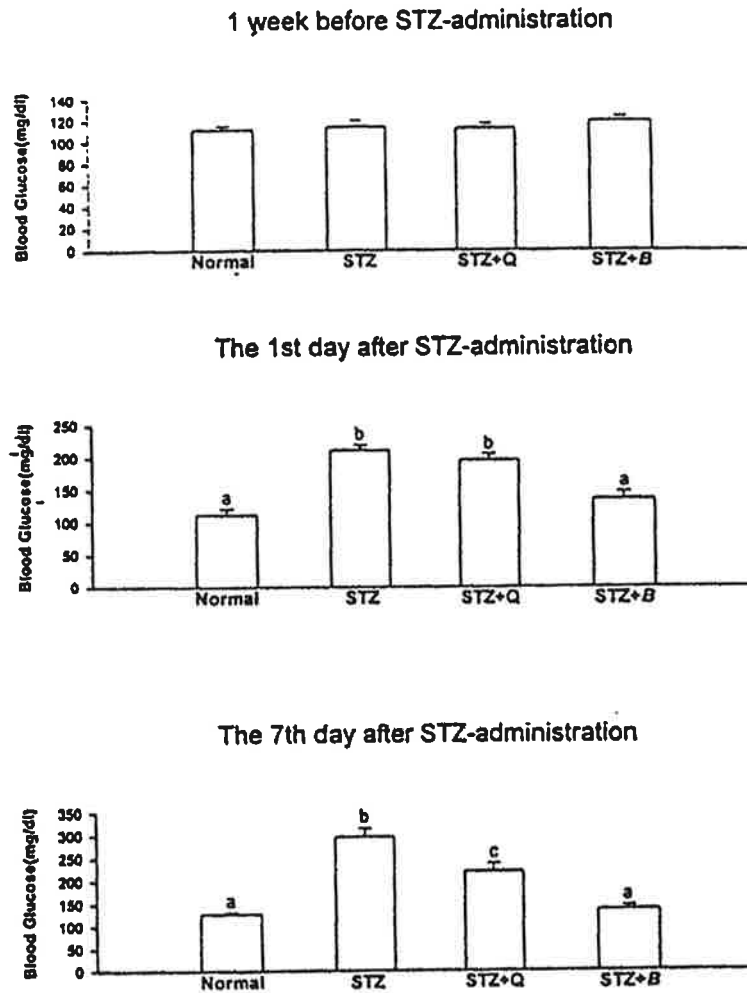 1 week before STZ-administration
Blood Glucose(mg/dl)
140
120
100
80
60
40
20
0
Normal
STZ
STZ+Q
STZ+B
The 1st day after STZ-administration
Blood Glucose(mg/dl)
250
200
150
100
50
0
a
b
b
a
Normal
STZ
STZ+Q
STZ+B
The 7th day after STZ-administration
Blood Glucose(mg/dl)
350
300
250
200
150
100
50
0
a
b
c
a
Normal
STZ
STZ+Q
STZ+B